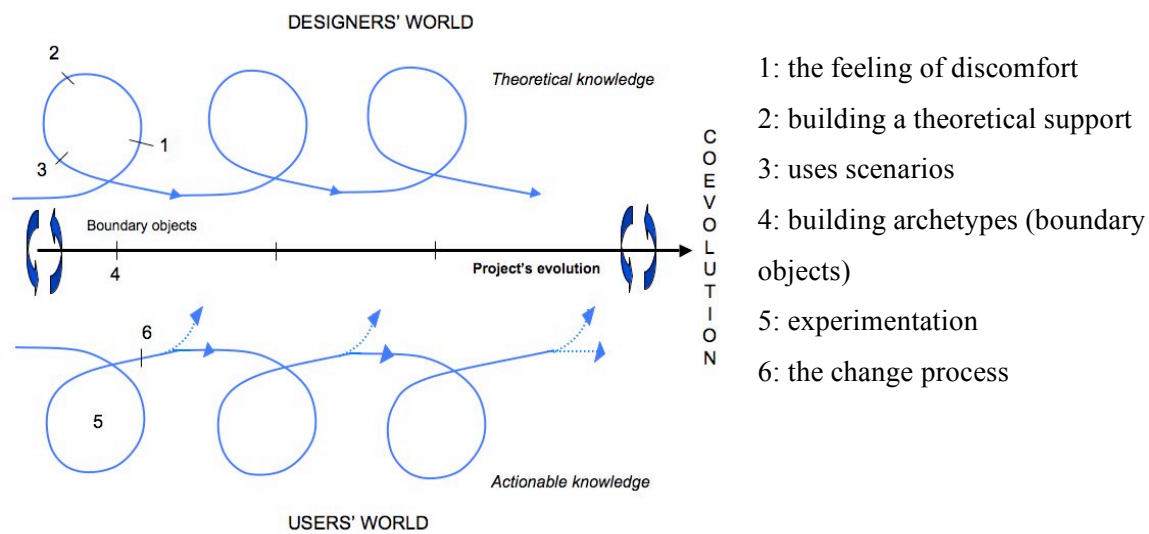 DESIGNERS' WORLD
2
Theoretical knowledge
1
3
Boundary objects
4
Project's evolution
COEVOLUTION
6
5
Actionable knowledge
USERS' WORLD
1: the feeling of discomfort
2: building a theoretical support
3: uses scenarios
4: building archetypes (boundary
objects)
5: experimentation
6: the change process